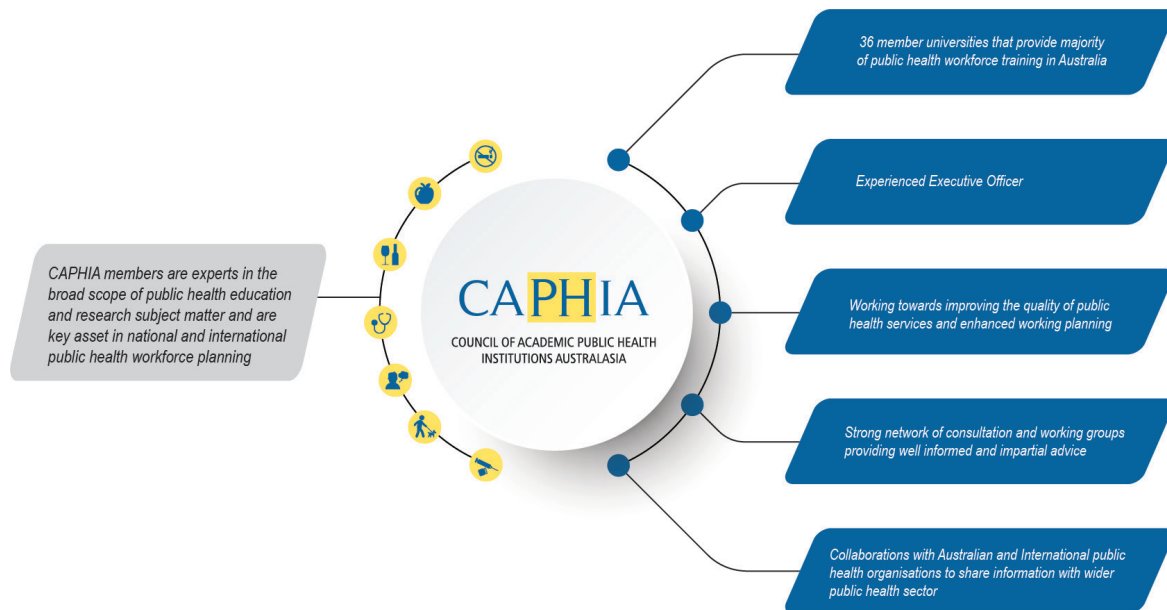 36 member universities that provide majority
of public health workforce training in Australia
Experienced Executive Officer
CAPHIA members are experts in the
broad scope of public health education
and research subject matter and are
key asset in national and international
public health workforce planning
CAPHIA
COUNCIL OF ACADEMIC PUBLIC HEALTH
INSTITUTIONS AUSTRALASIA
Working towards improving the quality of public
health services and enhanced working planning
Strong network of consultation and working groups
providing well informed and impartial advice
Collaborations with Australian and International public
health organisations to share information with wider
public health sector